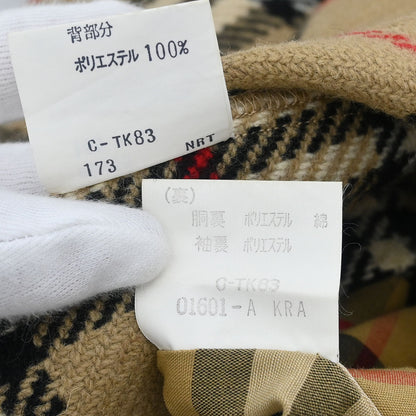 背部分
ポリエステル 100%
C-TK83
173 NRT
(裏)
胴裏 ポリエステル 綿
袖裏 ポリエステル
C-TK83
01601-A KRA